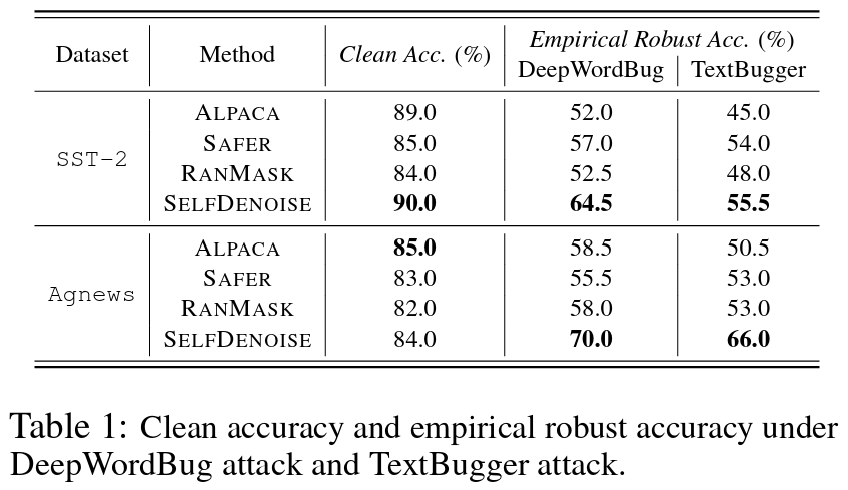 Dataset Method Clean Acc. (%) Empirical Robust Acc. (%)
DeepWordBug TextBugger
SST-2
ALPACA 89.0 52.0 45.0
SAFER 85.0 57.0 54.0
RANMASK 84.0 52.5 48.0
SELFDENOISE 90.0 64.5 55.5
Agnews
ALPACA 85.0 58.5 50.5
SAFER 83.0 55.5 53.0
RANMASK 82.0 58.0 53.0
SELFDENOISE 84.0 70.0 66.0
Table 1: Clean accuracy and empirical robust accuracy under
DeepWordBug attack and TextBugger attack.